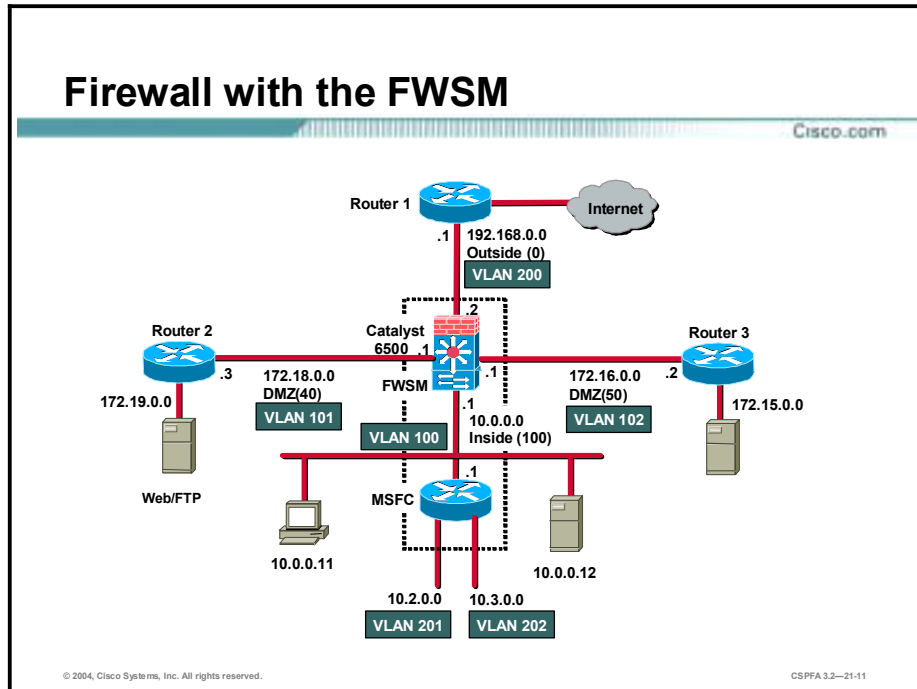 Firewall with the FWSM
Cisco.com
Router 1
Internet
.1
192.168.0.0
Outside (0)
VLAN 200
.2
Router 2
Catalyst
6500
.1
Router 3
.3
FWSM
.1
.2
172.18.0.0
DMZ(40)
VLAN 101
172.16.0.0
DMZ(50)
VLAN 102
172.19.0.0
172.15.0.0
.1
10.0.0.0
Inside (100)
VLAN 100
Web/FTP
.1
MSFC
10.0.0.11
10.0.0.12
10.2.0.0
10.3.0.0
VLAN 201
VLAN 202
© 2004, Cisco Systems, Inc. All rights reserved.
CSPFA 3.2—21-11